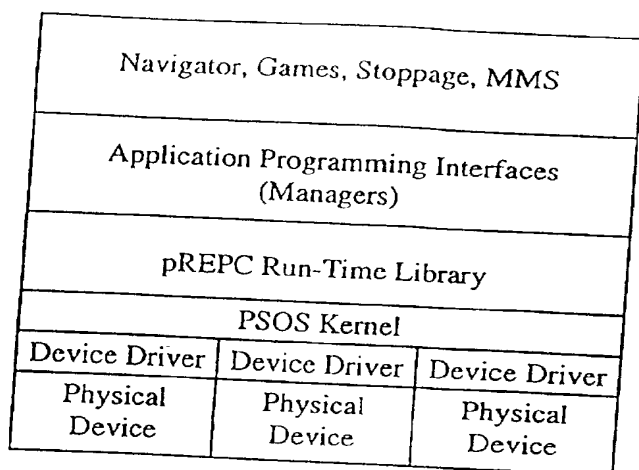 Navigator, Games, Stoppage, MMS
Application Programming Interfaces
(Managers)
pREPC Run-Time Library
PSOS Kernel
Device Driver Device Driver Device Driver
Physical Physical Physical
Device Device Device